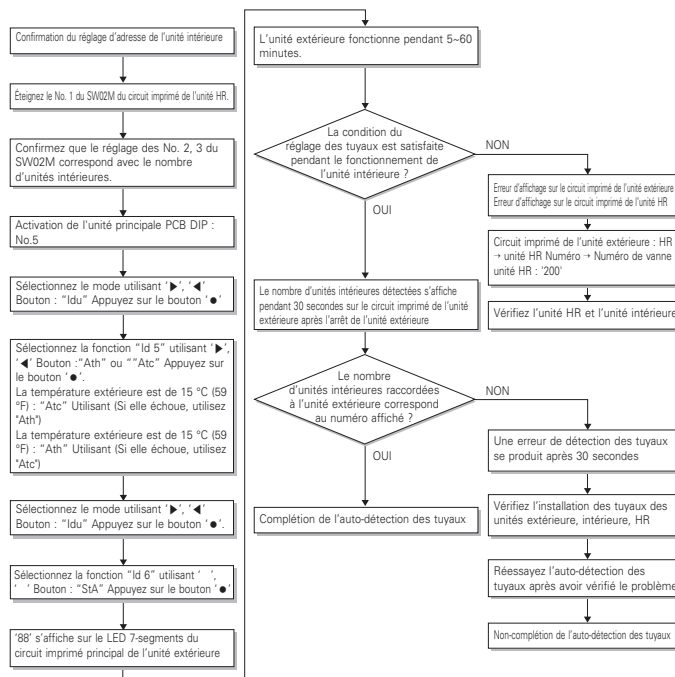 Confirmation du réglage d'adresse de l'unité intérieure
Éteignez le No. 1 du SW02M du circuit imprimé de l'unité HR.
Confirmez que le réglage des No. 2, 3 du
SW02M correspond avec le nombre
d'unités intérieures.
Activation de l'unité principale PCB DIP :
No.5
Sélectionnez le mode utilisant '▶', '◀'
Bouton : "Idu" Appuyez sur le bouton '●'
Sélectionnez la fonction "Id 5" utilisant '▶',
'◀' Bouton :"Ath" ou ""Atc" Appuyez sur
le bouton '●'.
La température extérieure est de 15 °C (59
°F) : "Atc" Utilisant (Si elle échoue, utilisez
"Ath")
La température extérieure est de 15 °C (59
°F) : "Ath" Utilisant (Si elle échoue, utilisez
"Atc")
Sélectionnez le mode utilisant '▶', '◀'
Bouton : "Idu" Appuyez sur le bouton '●'.
Sélectionnez la fonction "Id 6" utilisant ' ',
' ' Bouton : "StA" Appuyez sur le bouton '●'
'88' s'affiche sur le LED 7-segments du
circuit imprimé principal de l'unité extérieure
L'unité extérieure fonctionne pendant 5~60
minutes.
La condition du
réglage des tuyaux est satisfaite
pendant le fonctionnement de
l'unité intérieure ?
NON
OUI
Erreur d'affichage sur le circuit imprimé de l'unité extérieure
Erreur d'affichage sur le circuit imprimé de l'unité HR
Circuit imprimé de l'unité extérieure : HR
→ unité HR Numéro → Numéro de vanne
unité HR : '200'
Vérifiez l'unité HR et l'unité intérieure
Le nombre d'unités intérieures détectées s'affiche
pendant 30 secondes sur le circuit imprimé de l'unité
extérieure après l'arrêt de l'unité extérieure
Le nombre
d'unités intérieures raccordées
à l'unité extérieure correspond
au numéro affiché ?
NON
OUI
Complétion de l'auto-détection des tuyaux
Une erreur de détection des tuyaux
se produit après 30 secondes
Vérifiez l'installation des tuyaux des
unités extérieure, intérieure, HR
Réessayez l'auto-détection des
tuyaux après avoir vérifié le problème
Non-complétion de l'auto-détection des tuyaux